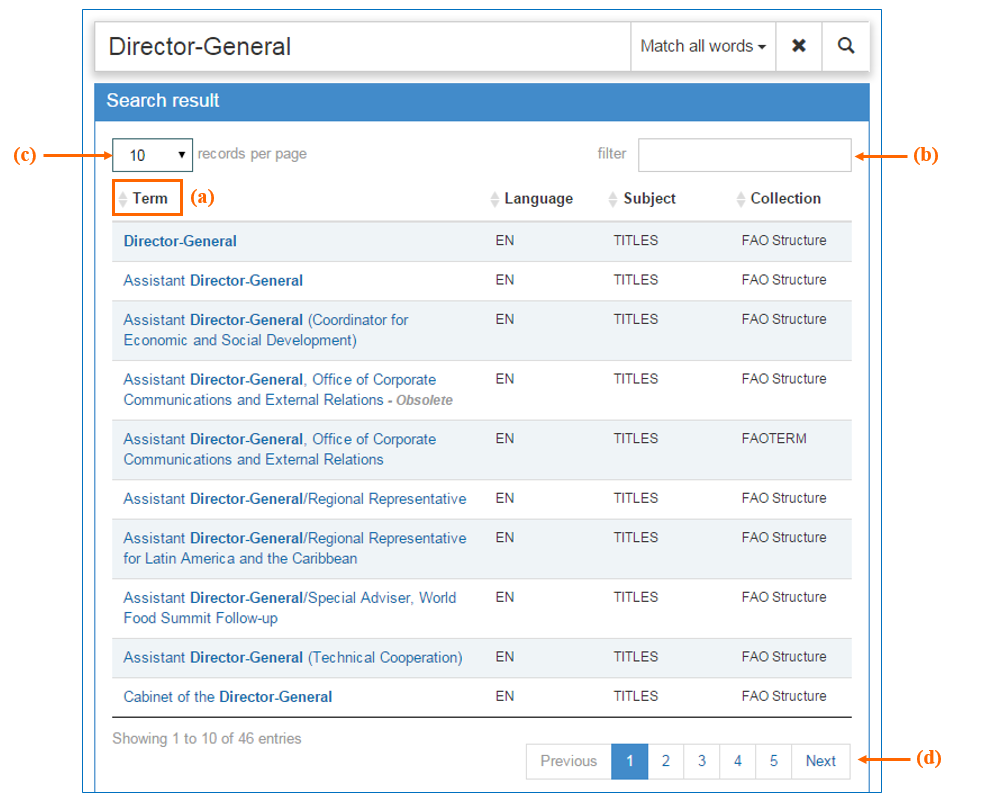 Director-General Match all words
Search result
(c) 10 records per page filter (b)
Term (a) Language Subject Collection
Director-General EN TITLES FAO Structure
Assistant Director-General EN TITLES FAO Structure
Assistant Director-General (Coordinator for EN TITLES FAO Structure
Economic and Social Development)
Assistant Director-General, Office of Corporate EN TITLES FAO Structure
Communications and External Relations - Obsolete
Assistant Director-General, Office of Corporate EN TITLES FAOTERM
Communications and External Relations
Assistant Director-General/Regional Representative EN TITLES FAO Structure
Assistant Director-General/Regional Representative EN TITLES FAO Structure
for Latin America and the Caribbean
Assistant Director-General/Special Adviser, World EN TITLES FAO Structure
Food Summit Follow-up
Assistant Director-General (Technical Cooperation) EN TITLES FAO Structure
Cabinet of the Director-General EN TITLES FAO Structure
Showing 1 to 10 of 46 entries
Previous 1 2 3 4 5 Next (d)